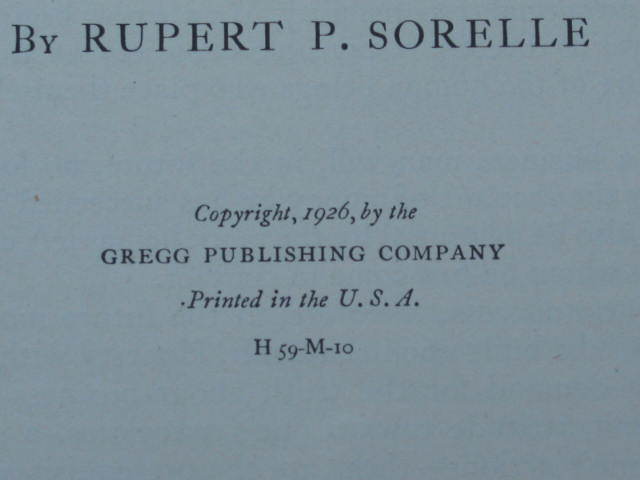 By RUPERT P. SORELLE
Copyright, 1926, by the
GREGG PUBLISHING COMPANY
Printed in the U. S. A.
H 59-M-10